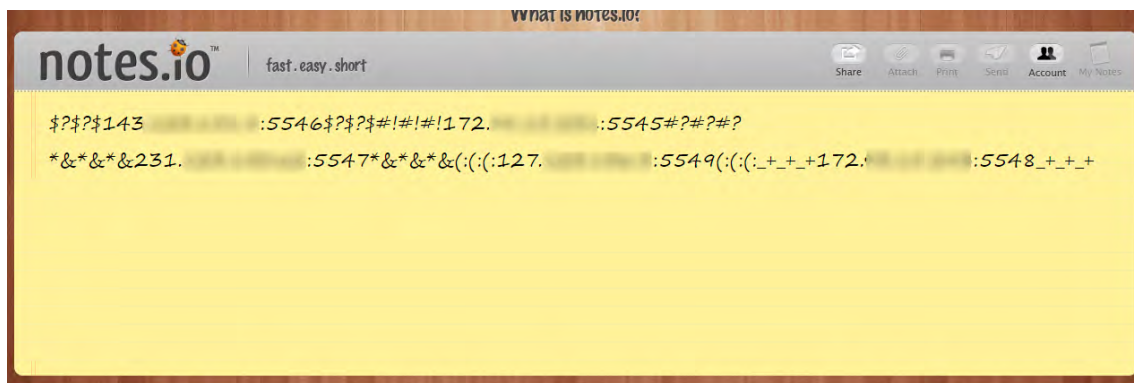 What is notes.io?
notes.io™
fast.easy.short
Share Attach Print Send Account My Notes
$?$?$143 :5546$?$?$#!#!#!172. :5545#?#?#?
*&*&*&231. :5547*&*&*&(:(:(:127. :5549(:(:(:_+_+_+172. :5548_+_+_+